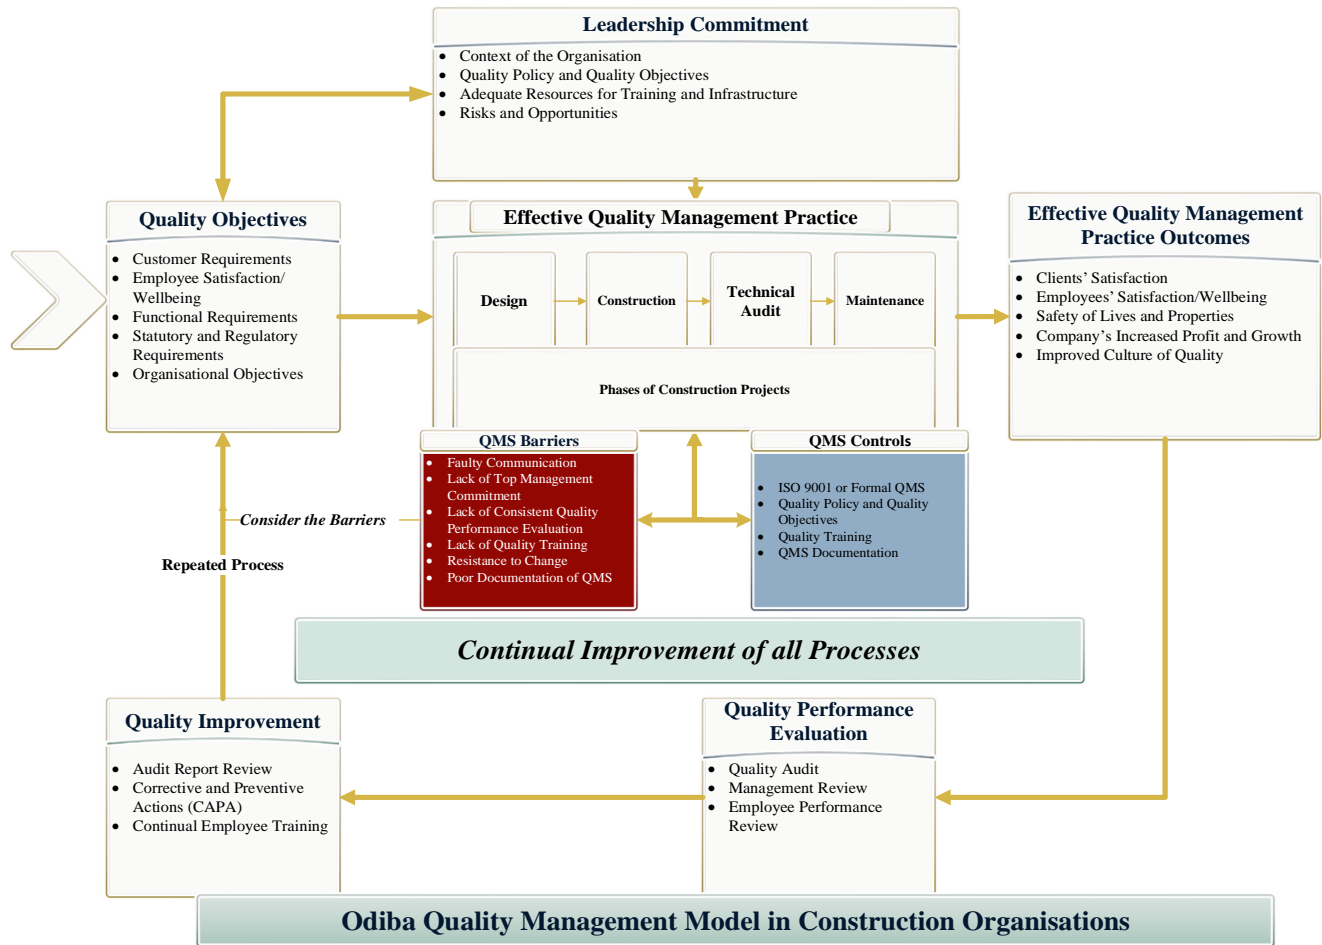 Leadership Commitment
• Context of the Organisation
• Quality Policy and Quality Objectives
• Adequate Resources for Training and Infrastructure
• Risks and Opportunities
Quality Objectives
• Customer Requirements
• Employee Satisfaction/
Wellbeing
• Functional Requirements
• Statutory and Regulatory
Requirements
• Organisational Objectives
Effective Quality Management Practice
Design
Construction
Technical
Audit
Maintenance
Phases of Construction Projects
Effective Quality Management
Practice Outcomes
• Clients' Satisfaction
• Employees' Satisfaction/Wellbeing
• Safety of Lives and Properties
• Company's Increased Profit and Growth
• Improved Culture of Quality
QMS Barriers
• Faulty Communication
• Lack of Top Management
Commitment
• Lack of Consistent Quality
Performance Evaluation
• Lack of Quality Training
• Resistance to Change
• Poor Documentation of QMS
QMS Controls
• ISO 9001 or Formal QMS
• Quality Policy and Quality
Objectives
• Quality Training
• QMS Documentation
Consider the Barriers
Repeated Process
Continual Improvement of all Processes
Quality Improvement
• Audit Report Review
• Corrective and Preventive
Actions (CAPA)
• Continual Employee Training
Quality Performance
Evaluation
• Quality Audit
• Management Review
• Employee Performance
Review
Odiba Quality Management Model in Construction Organisations